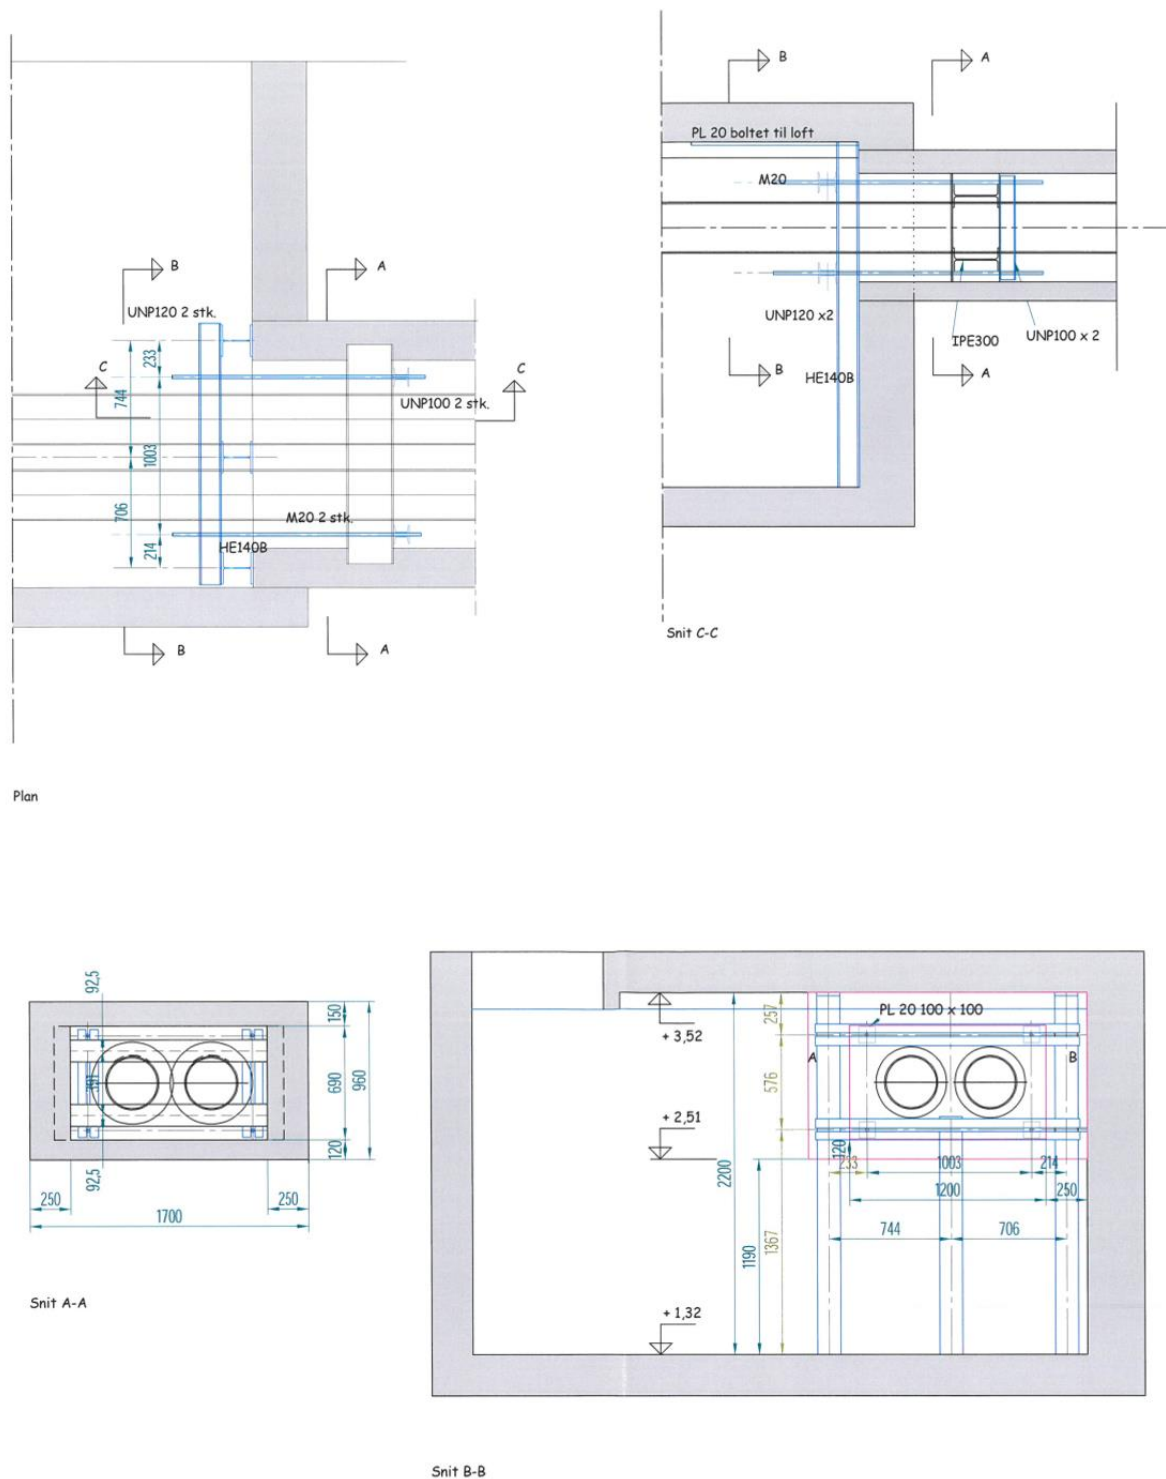 B
A
UNP120 2 stk.
C
C
233
744
1003
UNP100 2 stk.
706
M20 2 stk.
HE140B
214
B
A
Plan
B
A
PL 20 boltet til loft
M20
UNP120 x2
IPE300
UNP100 x 2
B
A
HE140B
Snit C-C
92,5
150
690
960
120
92,5
250
250
1700
Snit A-A
257
PL 20 100 x 100
+ 3,52
A
B
576
+ 2,51
120
233
1003
214
2200
1200
250
744
706
1190
1367
+ 1,32
Snit B-B